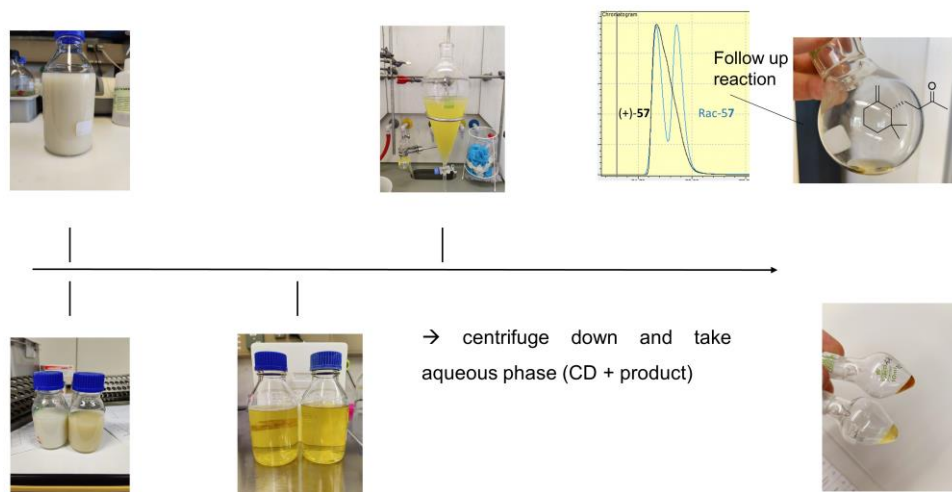 Chromatogram
Follow up
reaction
(+)-57
Rac-57
O
→ centrifuge down and take
aqueous phase (CD + product)